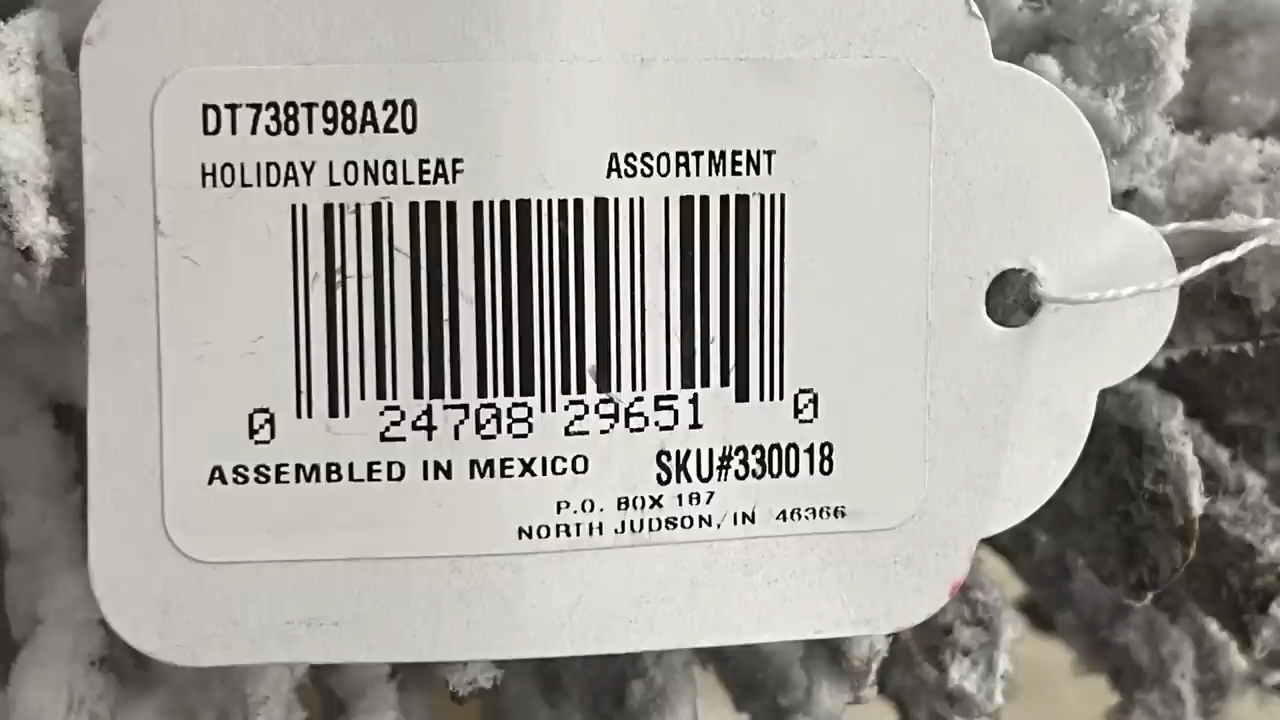 DT738T98A20
HOLIDAY LONGLEAF ASSORTMENT
0 24708 29651 0
ASSEMBLED IN MEXICO SKU#330018
P.O. BOX 187
NORTH JUDSON, IN 46366